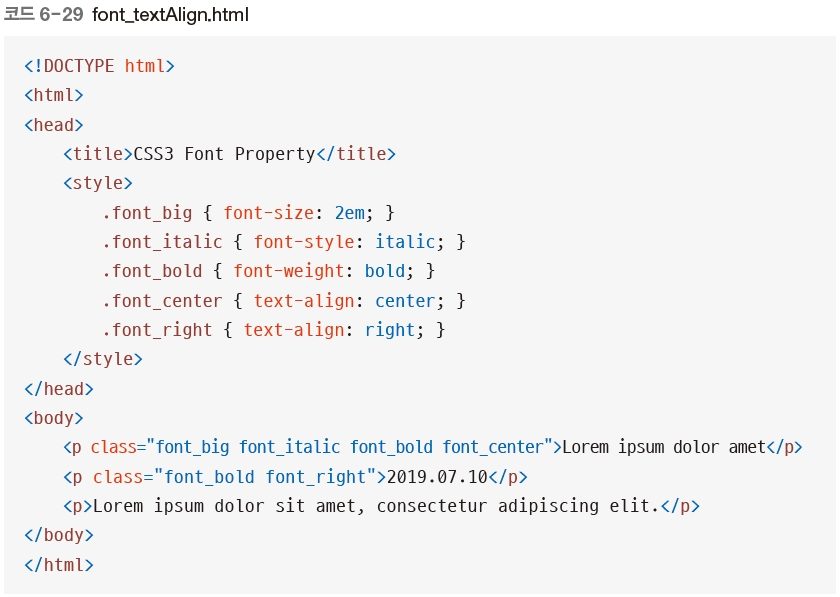 코드 6-29 font_textAlign.html
<!DOCTYPE html>
<html>
<head>
    <title>CSS3 Font Property</title>
    <style>
        .font_big { font-size: 2em; }
        .font_italic { font-style: italic; }
        .font_bold { font-weight: bold; }
        .font_center { text-align: center; }
        .font_right { text-align: right; }
    </style>
</head>
<body>
    <p class="font_big font_italic font_bold font_center">Lorem ipsum dolor amet</p>
    <p class="font_bold font_right">2019.07.10</p>
    <p>Lorem ipsum dolor sit amet, consectetur adipiscing elit.</p>
</body>
</html>